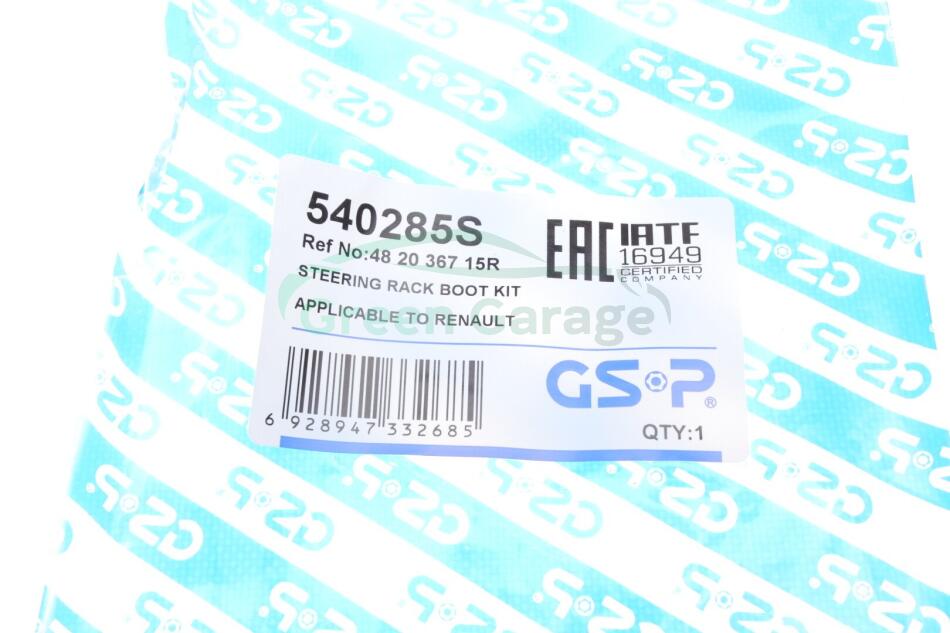 540285S
Ref No:48 20 367 15R
STEERING RACK BOOT KIT
APPLICABLE TO RENAULT
EAC
IATF
16949
CERTIFIED
COMPANY
Green Garage
GSP®
6 928947 332685
QTY:1